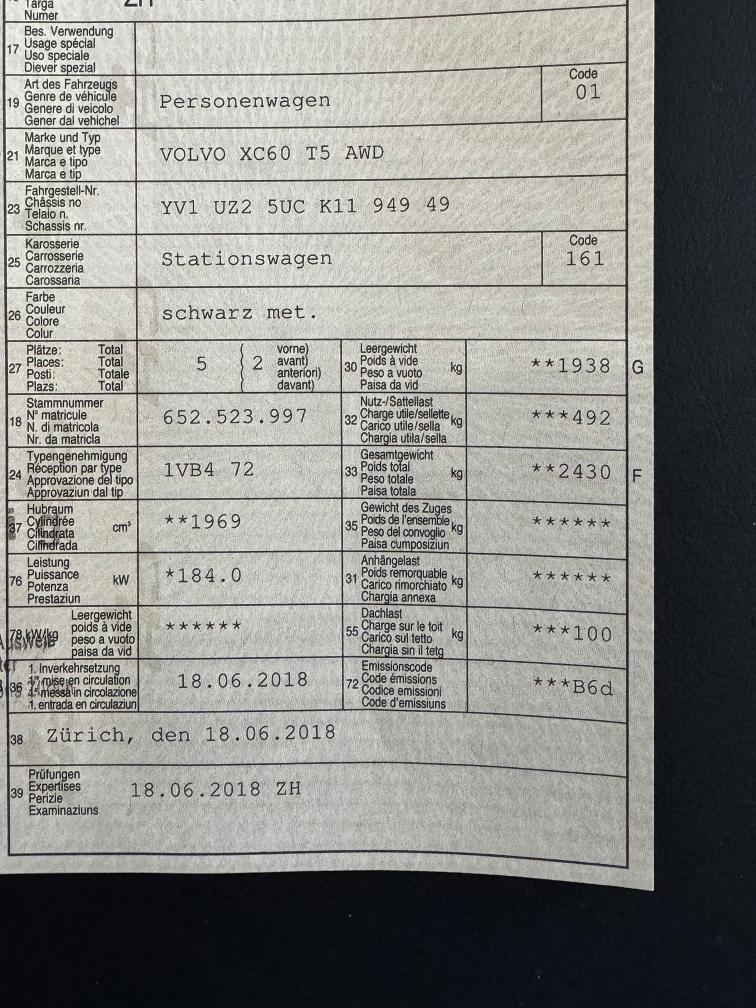 Targa
Numer
ZH
17 Bes. Verwendung
Usage spécial
Uso speciale
Diever spezial
19 Art des Fahrzeugs
Genre de véhicule
Genere di veicolo
Gener dal vehichel
Personenwagen
Code
01
21 Marke und Typ
Marque et type
Marca e tipo
Marca e tip
VOLVO XC60 T5 AWD
23 Fahrgestell-Nr.
Châssis no
Telaio n.
Schassis nr.
YV1 UZ2 5UC K11 949 49
25 Karosserie
Carrosserie
Carrozzeria
Carossaria
Stationswagen
Code
161
26 Farbe
Couleur
Colore
Colur
schwarz met.
27 Plätze: Total
Places: Total
Posti: Totale
Plazs: Total
5 2 vorne)
avant)
anteriori)
davant)
30 Leergewicht
Poids à vide
Peso a vuoto
Paisa da vid
kg
**1938 G
18 Stammnummer
N° matricule
N. di matricola
Nr. da matricla
652.523.997
32 Nutz-/Sattellast
Charge utile/sellette
Carico utile/sella
Chargia utila/sella
kg
***492
24 Typengenehmigung
Réception par type
Approvazione del tipo
Approvaziun dal tip
1VB4 72
33 Gesamtgewicht
Poids total
Peso totale
Paisa totala
kg
**2430 F
37 Hubraum
Cylindrée
Cilindrata
Cilindrada
cm³
**1969
35 Gewicht des Zuges
Poids de l'ensemble
Peso del convoglio
Paisa cumposiziun
kg
******
76 Leistung
Puissance
Potenza
Prestaziun
kW
*184.0
31 Anhängelast
Poids remorquable
Carico rimorchiato
Chargia annexa
kg
******
78 kW/kg Leergewicht
poids à vide
peso a vuoto
paisa da vid
******
55 Dachlast
Charge sur le toit
Carico sul tetto
Chargia sin il tetg
kg
***100
36 1. Inverkehrsetzung
1re mise en circulation
1a messa in circolazione
1. entrada en circulaziun
18.06.2018
72 Emissionscode
Code émissions
Codice emissioni
Code d'emissiuns
***B6d
38 Zürich, den 18.06.2018
39 Prüfungen
Expertises
Perizie
Examinaziuns
18.06.2018 ZH